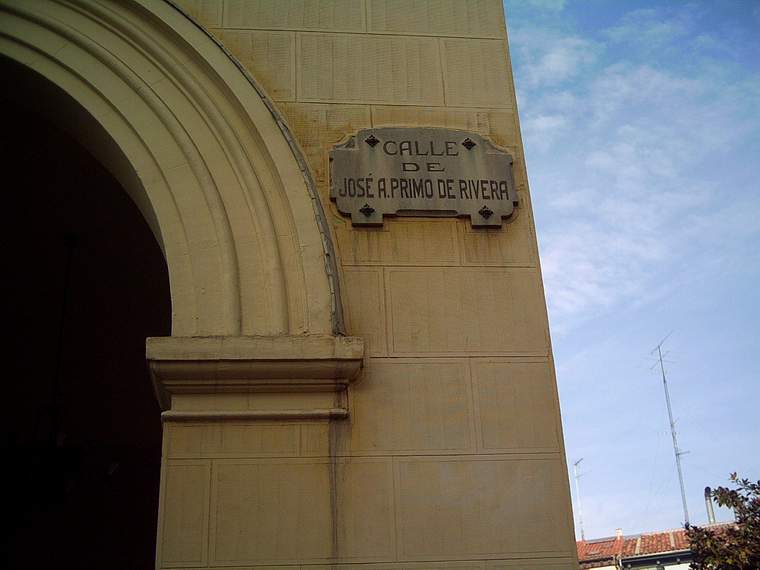 CALLE
DE
JOSÉ A. PRIMO DE RIVERA